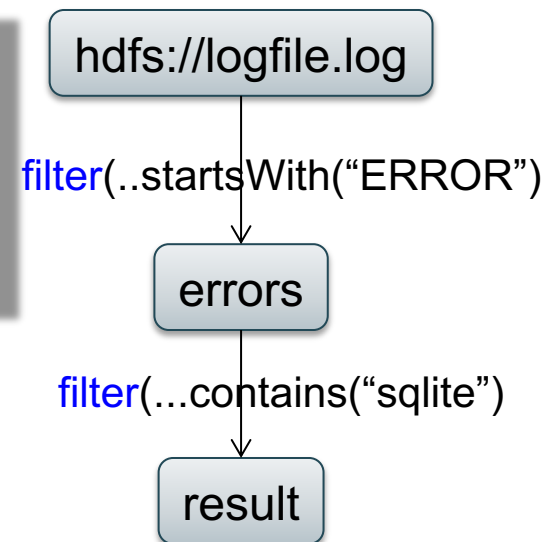 hdfs://logfile.log
filter(..startsWith(“ERROR”)
errors
filter(...contains(“sqlite”)
result